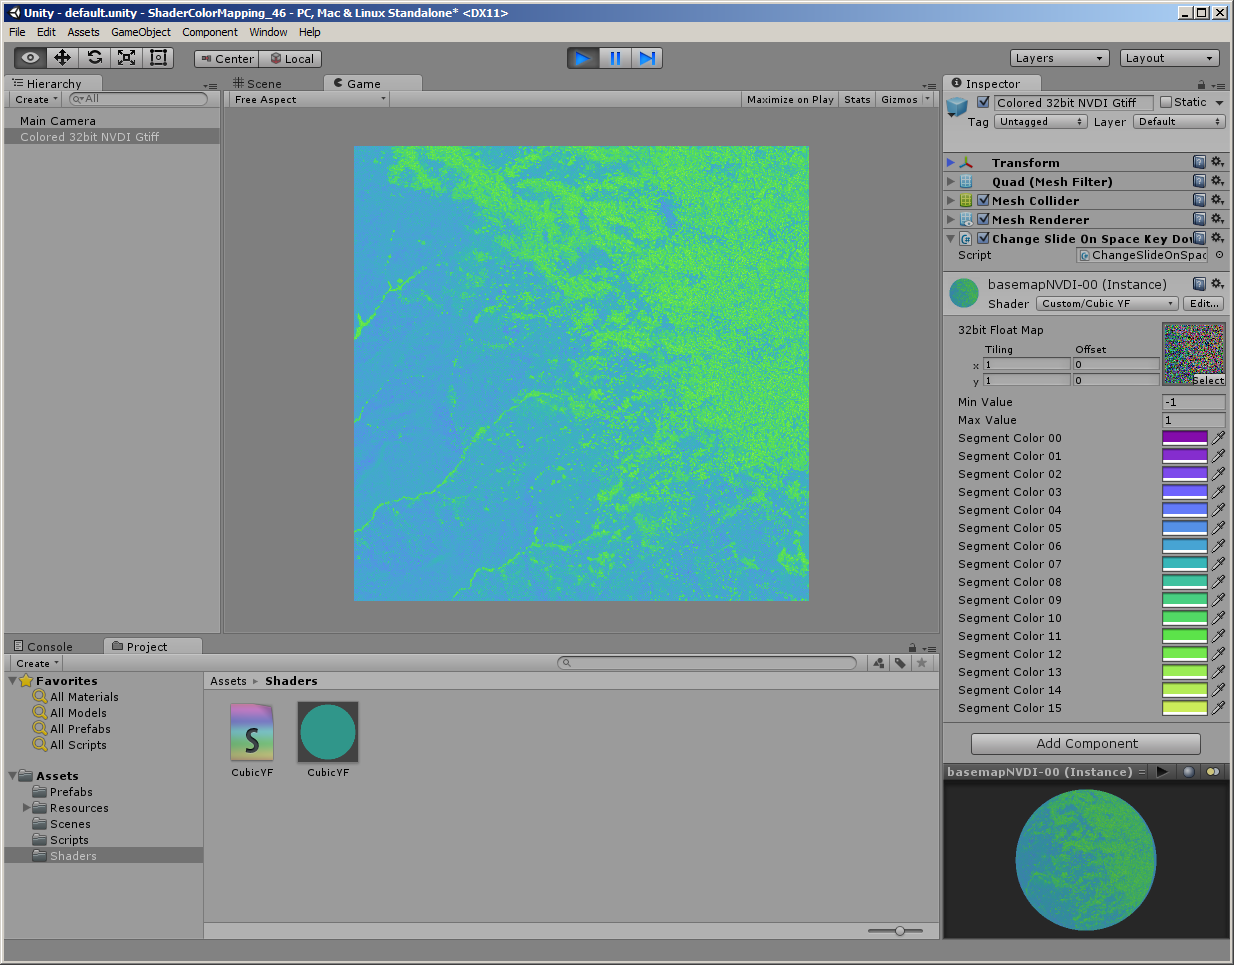 Unity - default.unity - ShaderColorMapping_46 - PC, Mac & Linux Standalone* <DX11>
File Edit Assets GameObject Component Window Help
Center Local Layers Layout
Hierarchy
Create All
Main Camera
Colored 32bit NVDI Gtiff
Scene Game
Free Aspect Maximize on Play Stats Gizmos
Inspector
Colored 32bit NVDI Gtiff Static
Tag Untagged Layer Default
Transform
Quad (Mesh Filter)
Mesh Collider
Mesh Renderer
Change Slide On Space Key Do
Script ChangeSlideOnSpac
basemapNVDI-00 (Instance)
Shader Custom/Cubic YF Edit...
32bit Float Map
Tiling Offset
x 1 0
y 1 0
Select
Min Value -1
Max Value 1
Segment Color 00
Segment Color 01
Segment Color 02
Segment Color 03
Segment Color 04
Segment Color 05
Segment Color 06
Segment Color 07
Segment Color 08
Segment Color 09
Segment Color 10
Segment Color 11
Segment Color 12
Segment Color 13
Segment Color 14
Segment Color 15
Add Component
basemapNVDI-00 (Instance)
Console Project
Create
Favorites
All Materials
All Models
All Prefabs
All Scripts
Assets
Prefabs
Resources
Scenes
Scripts
Shaders
Assets ▸ Shaders
S
CubicYF CubicYF